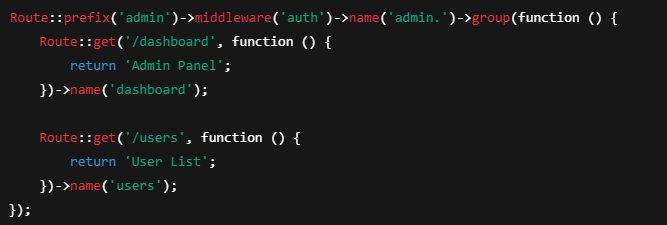 Route::prefix('admin')->middleware('auth')->name('admin.')->group(function () {
    Route::get('/dashboard', function () {
        return 'Admin Panel';
    })->name('dashboard');

    Route::get('/users', function () {
        return 'User List';
    })->name('users');
});